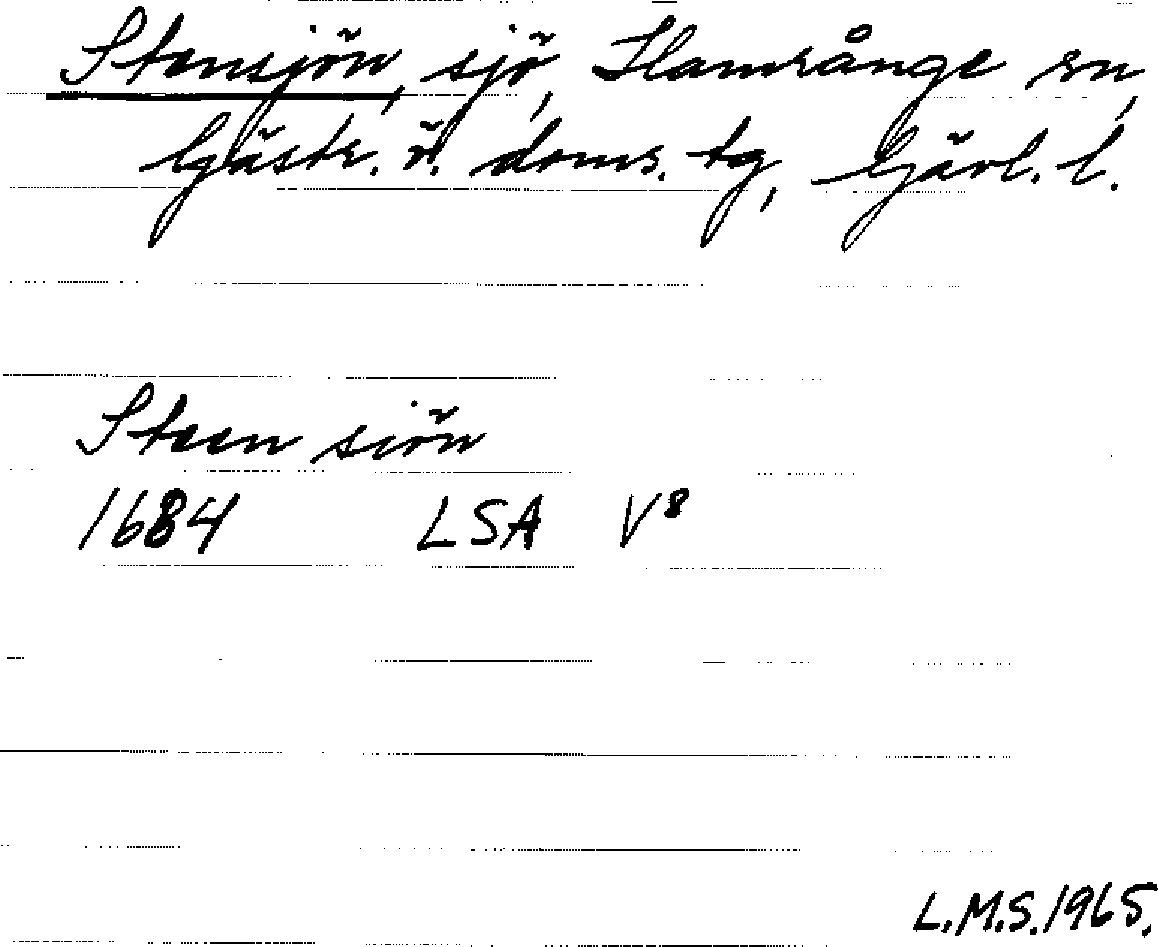 Stensjön, sjö, Hamrånge sn,
Gästr. ö. doms. tg, Gävl. l.
Steen siön
1684 LSA V8
L.M.S. 1965.